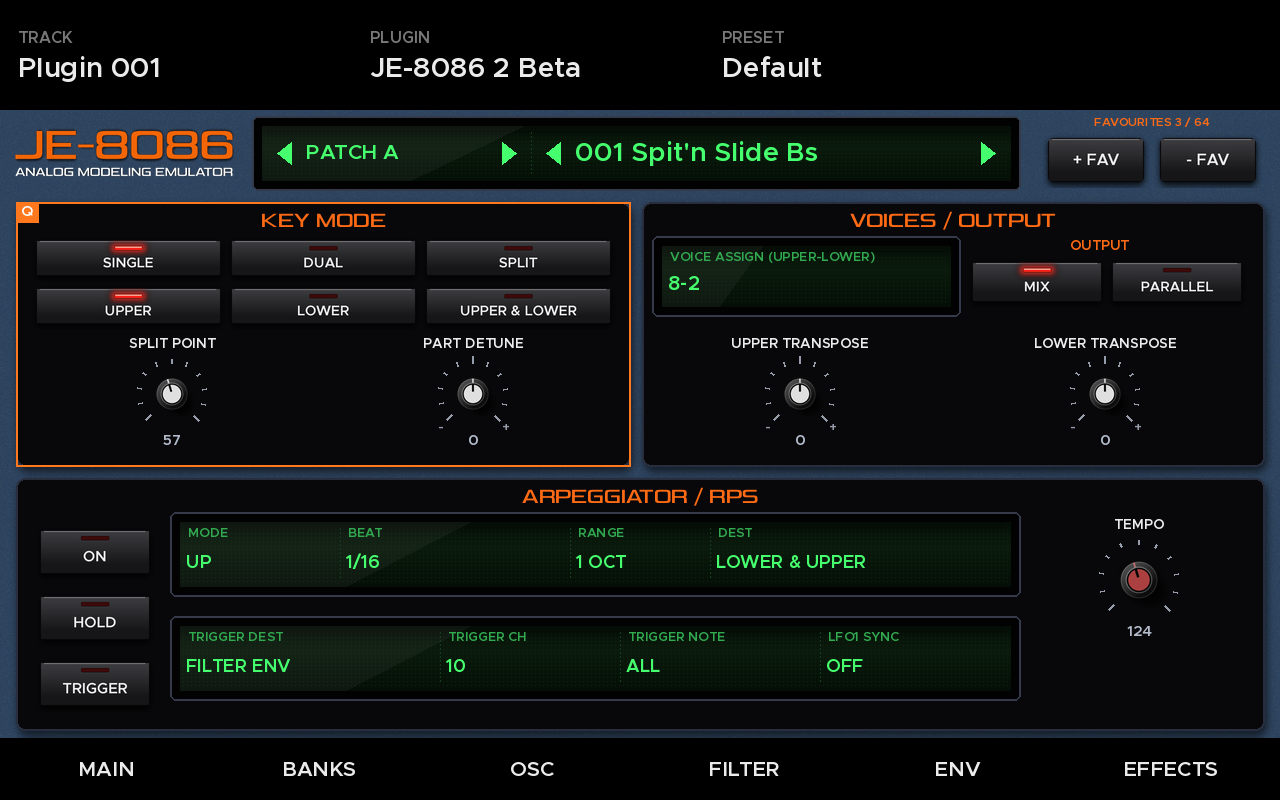 TRACK
Plugin 001
PLUGIN
JE-8086 2 Beta
PRESET
Default
JE-8086
ANALOG MODELING EMULATOR
PATCH A
001 Spit'n Slide Bs
FAVOURITES 3 / 64
+ FAV
- FAV
Q
KEY MODE
SINGLE
DUAL
SPLIT
UPPER
LOWER
UPPER & LOWER
SPLIT POINT
57
PART DETUNE
-
+
0
VOICES / OUTPUT
VOICE ASSIGN (UPPER-LOWER)
8-2
OUTPUT
MIX
PARALLEL
UPPER TRANSPOSE
-
+
0
LOWER TRANSPOSE
-
+
0
ARPEGGIATOR / RPS
ON
HOLD
TRIGGER
MODE
UP
BEAT
1/16
RANGE
1 OCT
DEST
LOWER & UPPER
TRIGGER DEST
FILTER ENV
TRIGGER CH
10
TRIGGER NOTE
ALL
LFO1 SYNC
OFF
TEMPO
124
MAIN
BANKS
OSC
FILTER
ENV
EFFECTS